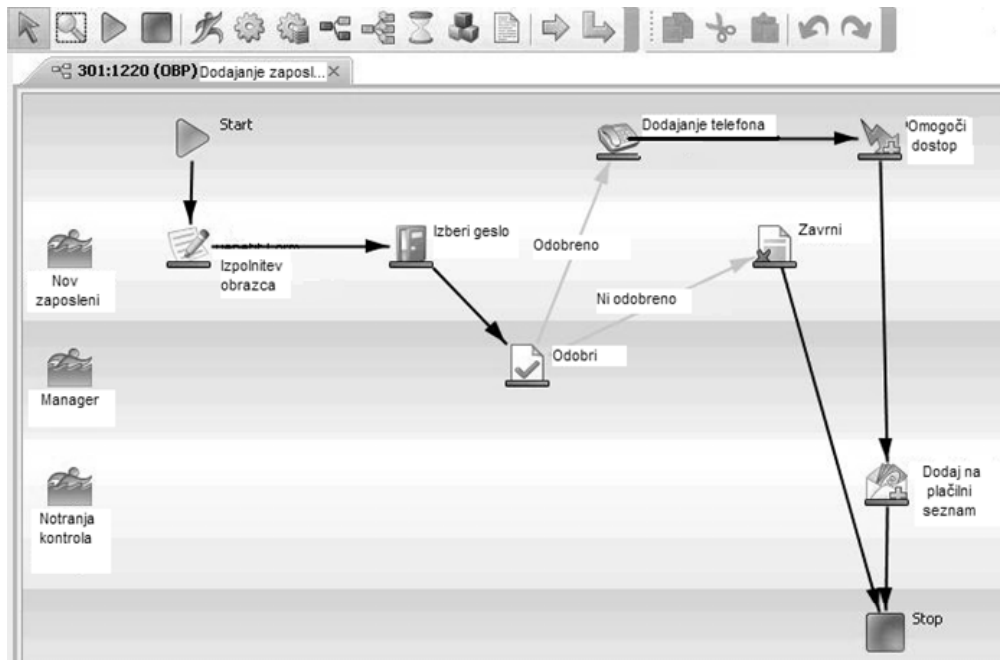 301:1220 (OBP) Dodajanje zaposl...
Start
Dodajanje telefona
Omogoči
dostop
Izberi geslo
Zavrni
Odobreno
Izpolnitev
obrazca
Nov
zaposleni
Ni odobreno
Odobri
Manager
Dodaj na
plačilni
seznam
Notranja
kontrola
Stop